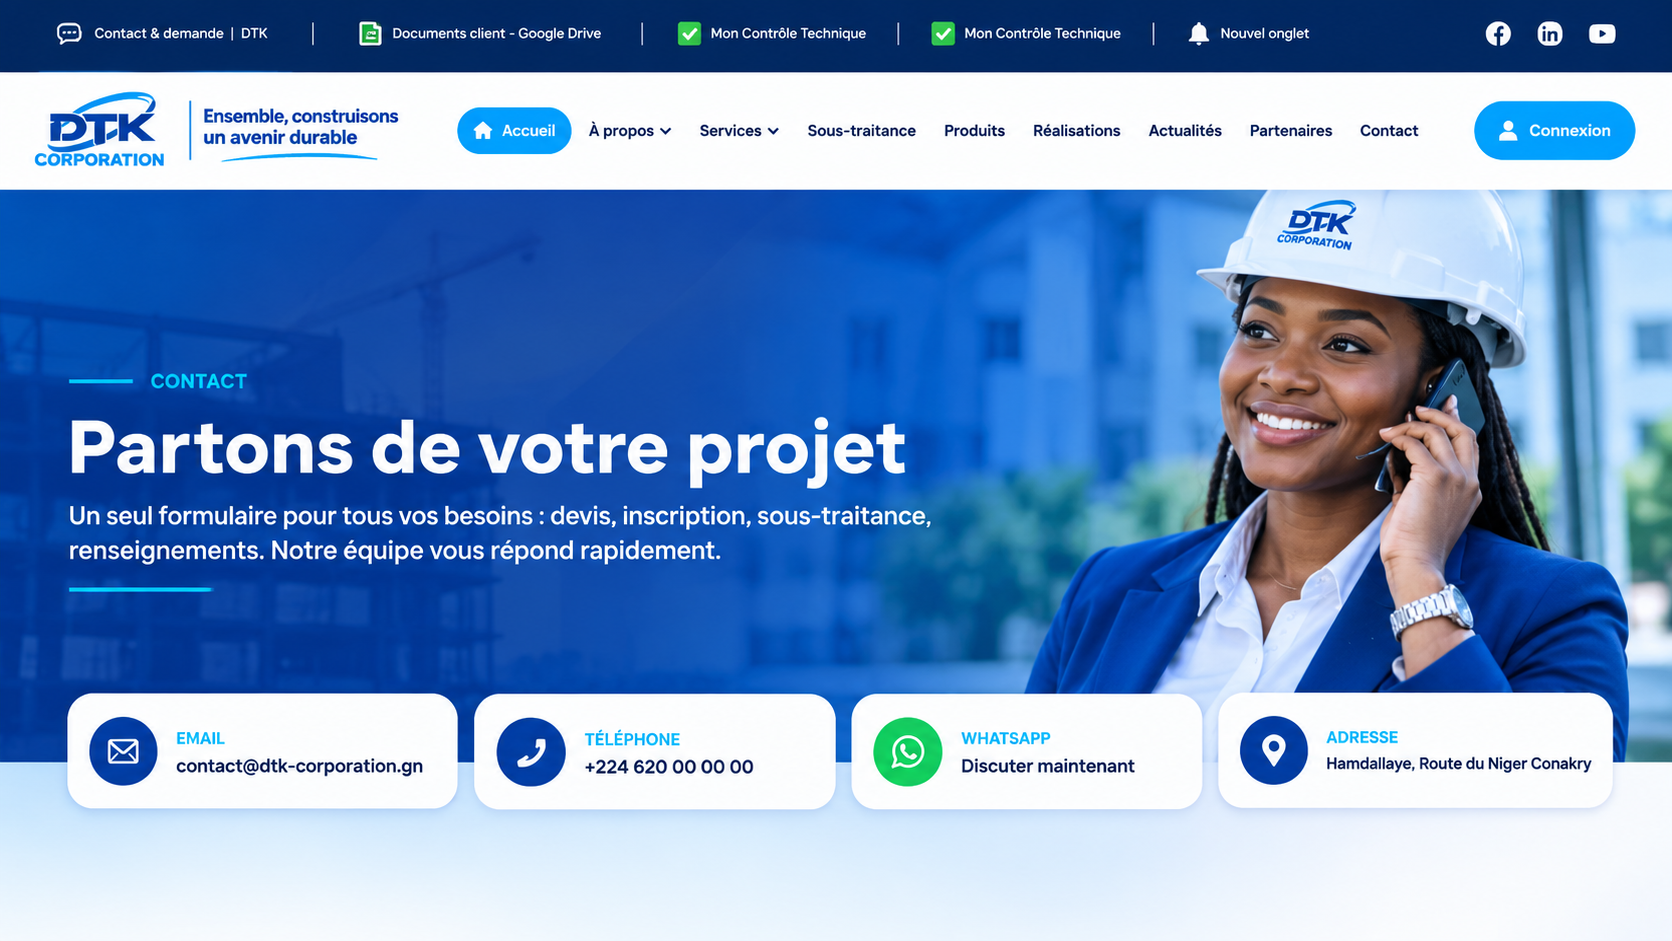 Contact & demande | DTK
Documents client - Google Drive
Mon Contrôle Technique
Mon Contrôle Technique
Nouvel onglet
DTK
CORPORATION
Ensemble, construisons
un avenir durable
Accueil
À propos
Services
Sous-traitance
Produits
Réalisations
Actualités
Partenaires
Contact
Connexion
DTK
CORPORATION
CONTACT
Partons de votre projet
Un seul formulaire pour tous vos besoins : devis, inscription, sous-traitance,
renseignements. Notre équipe vous répond rapidement.
EMAIL
contact@dtk-corporation.gn
TÉLÉPHONE
+224 620 00 00 00
WHATSAPP
Discuter maintenant
ADRESSE
Hamdallaye, Route du Niger Conakry